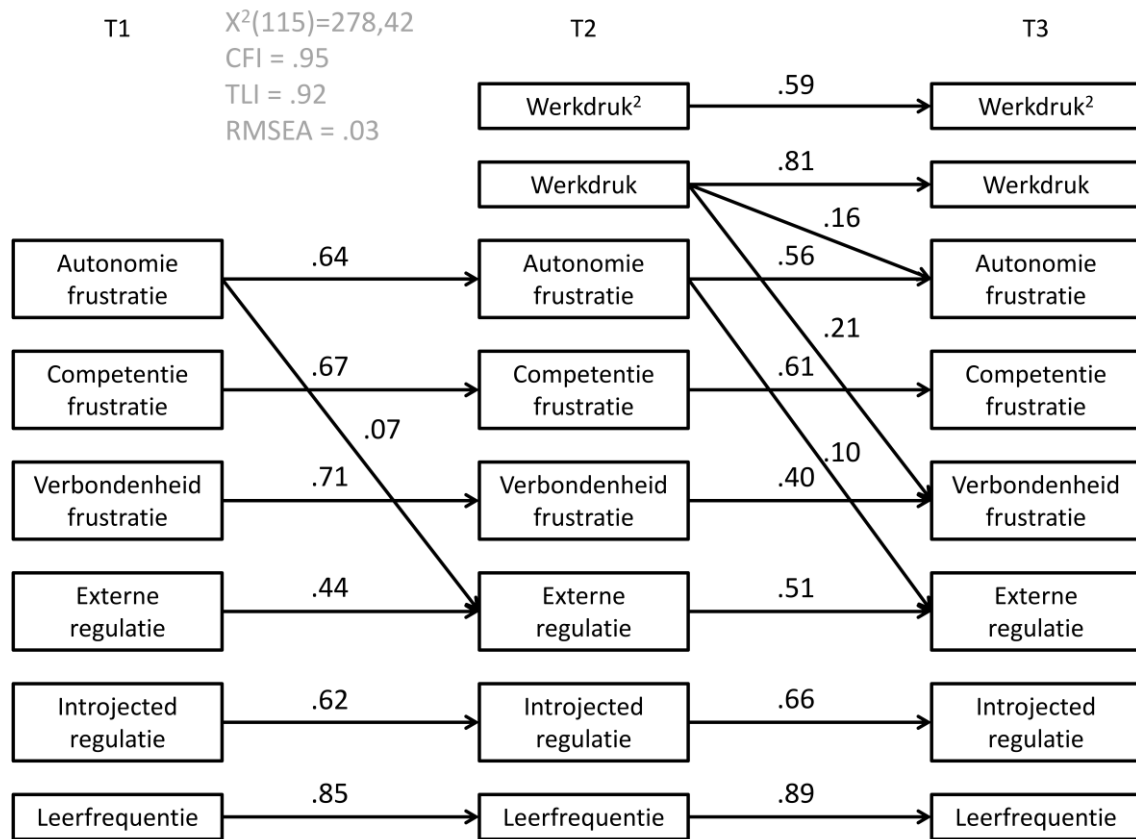 T1
X²(115)=278,42
CFI = .95
TLI = .92
RMSEA = .03
T2
T3
Werkdruk²
.59
Werkdruk²
Werkdruk
.81
Werkdruk
.16
Autonomie
frustratie
.64
Autonomie
frustratie
.56
Autonomie
frustratie
.21
Competentie
frustratie
.67
Competentie
frustratie
.61
Competentie
frustratie
.07
.10
Verbondenheid
frustratie
.71
Verbondenheid
frustratie
.40
Verbondenheid
frustratie
Externe
regulatie
.44
Externe
regulatie
.51
Externe
regulatie
Introjected
regulatie
.62
Introjected
regulatie
.66
Introjected
regulatie
Leerfrequentie
.85
Leerfrequentie
.89
Leerfrequentie